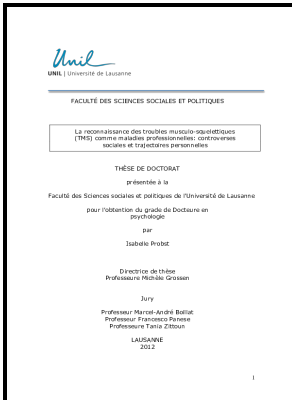 Unil
UNIL | Université de Lausanne
FACULTÉ DES SCIENCES SOCIALES ET POLITIQUES
La reconnaissance des troubles musculo-squelettiques
(TMS) comme maladies professionnelles: controverses
sociales et trajectoires personnelles
THÈSE DE DOCTORAT
présentée à la
Faculté des Sciences sociales et politiques de l'Université de Lausanne
pour l'obtention du grade de Docteure en
psychologie
par
Isabelle Probst
Directrice de thèse
Professeure Michèle Grossen
Jury
Professeur Marcel-André Boillat
Professeur Francesco Panese
Professeure Tania Zittoun
LAUSANNE
2012
1